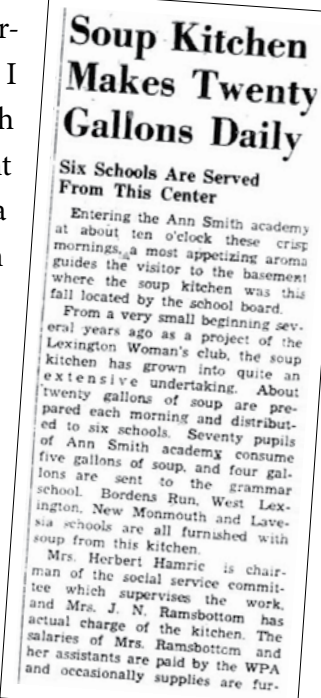 r-
I
h
t
a
n
Soup Kitchen
Makes Twenty
Gallons Daily
Six Schools Are Served
From This Center
Entering the Ann Smith academy
at about ten o'clock these crisp
mornings, a most appetizing aroma
guides the visitor to the basement
where the soup kitchen was this
fall located by the school board.
From a very small beginning sev-
eral years ago as a project of the
Lexington Woman's club, the soup
kitchen has grown into quite an
extensive undertaking. About
twenty gallons of soup are pre-
pared each morning and distribut-
ed to six schools. Seventy pupils
of Ann Smith academy consume
five gallons of soup, and four gal-
lons are sent to the grammar
school. Bordens Run, West Lex-
ington, New Monmouth and Lave-
sia schools are all furnished with
soup from this kitchen.
Mrs. Herbert Hamric is chair-
man of the social service commit-
tee which supervises the work,
and Mrs. J. N. Ramsbottom has
actual charge of the kitchen. The
salaries of Mrs. Ramsbottom and
her assistants are paid by the WPA
and occasionally supplies are fur-